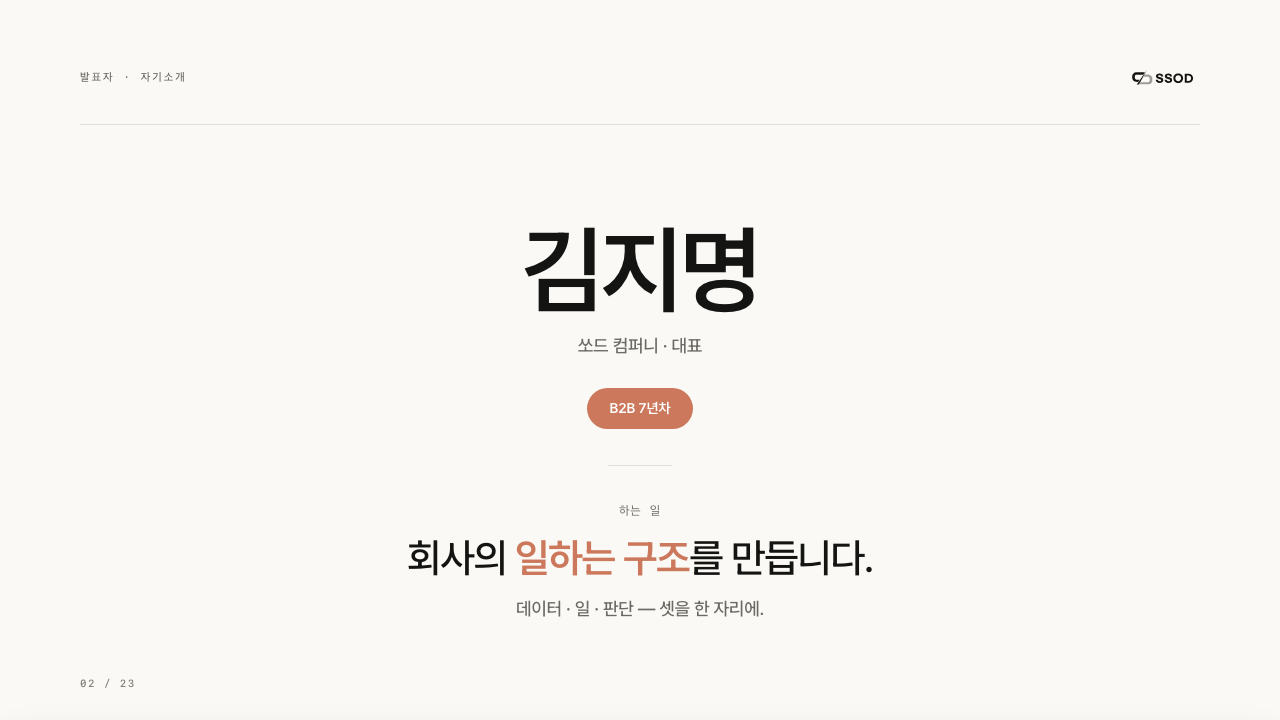 발표자 · 자기소개
SSOD
김지명
쏘드 컴퍼니 · 대표
B2B 7년차
하는 일
회사의 일하는 구조를 만듭니다.
데이터 · 일 · 판단 — 셋을 한 자리에.
02 / 23